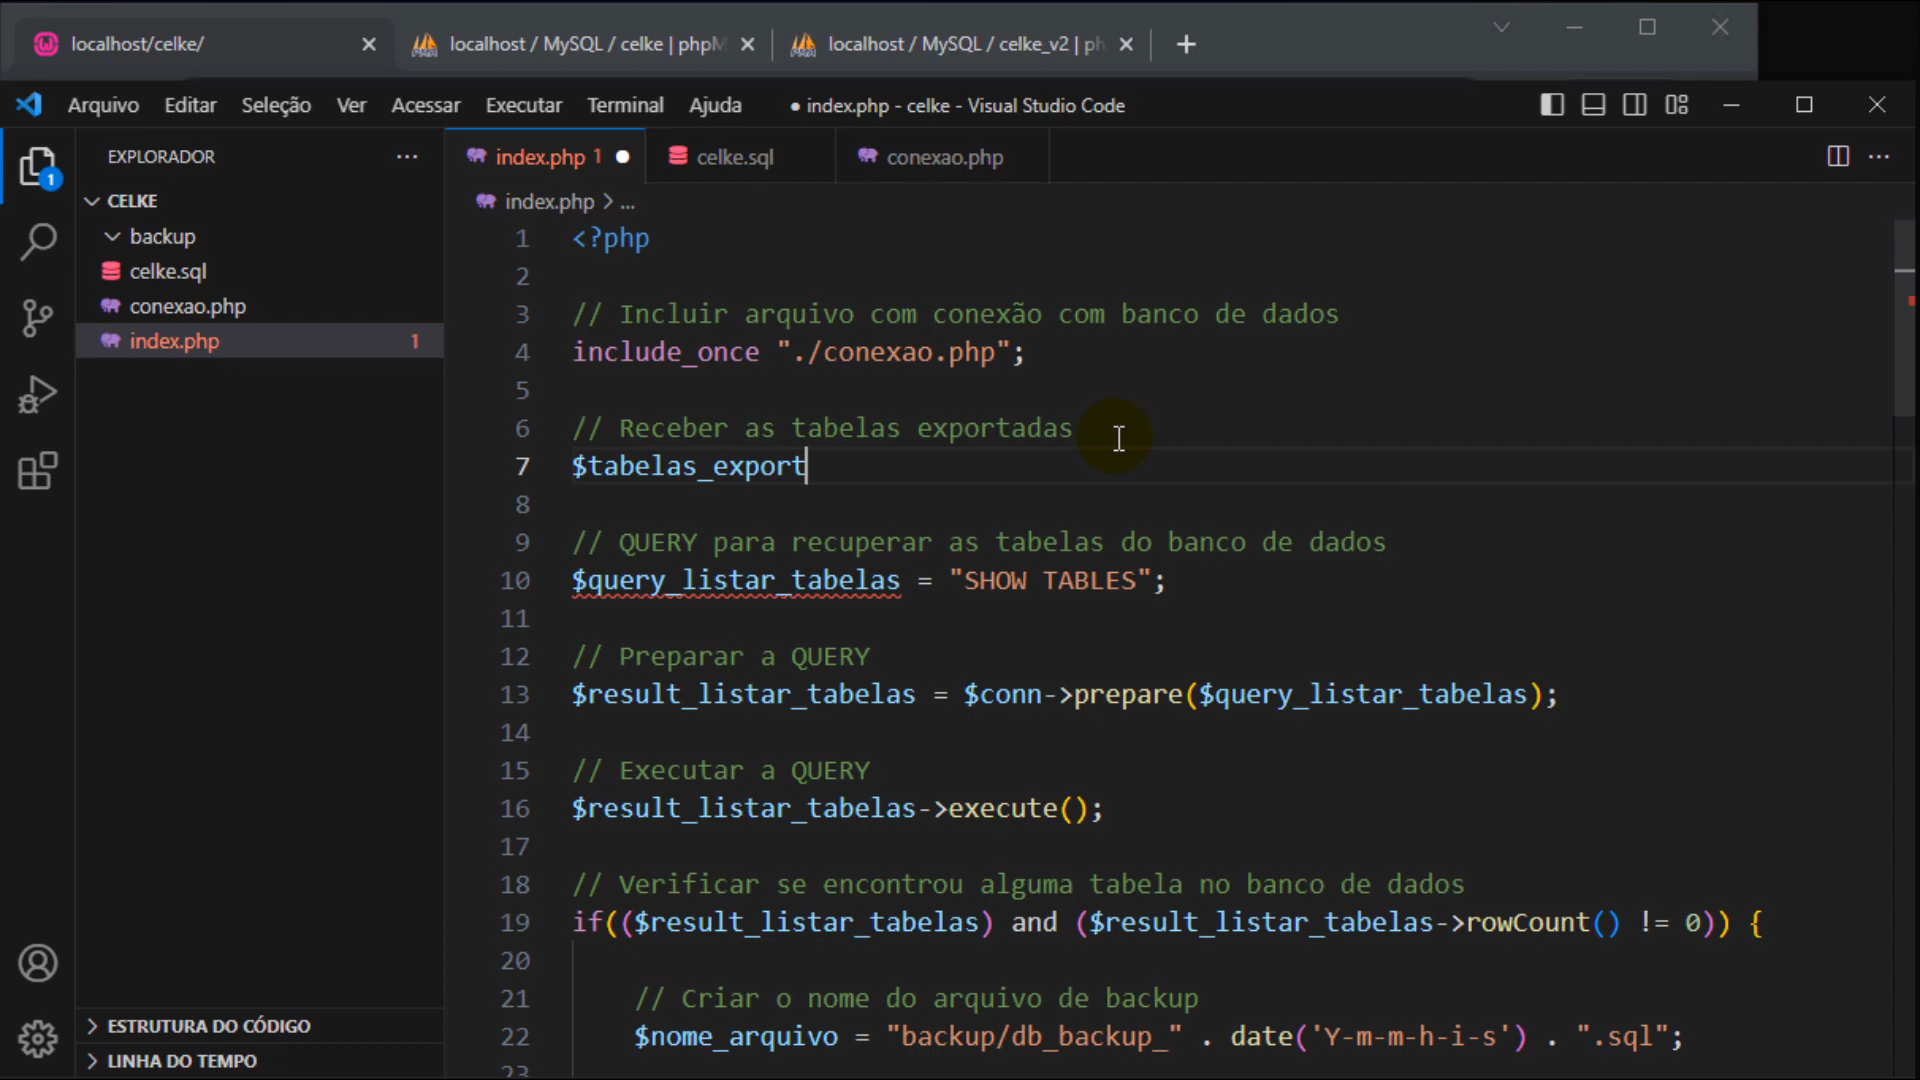 localhost/celke/
localhost / MySQL / celke | phpM
localhost / MySQL / celke_v2 | ph
Arquivo Editar Seleção Ver Acessar Executar Terminal Ajuda
● index.php - celke - Visual Studio Code
EXPLORADOR
index.php 1
celke.sql
conexao.php
1
CELKE
backup
celke.sql
conexao.php
index.php 1
ESTRUTURA DO CÓDIGO
LINHA DO TEMPO
index.php > ...
1 <?php
2
3 // Incluir arquivo com conexão com banco de dados
4 include_once "./conexao.php";
5
6 // Receber as tabelas exportadas
7 $tabelas_export
8
9 // QUERY para recuperar as tabelas do banco de dados
10 $query_listar_tabelas = "SHOW TABLES";
11
12 // Preparar a QUERY
13 $result_listar_tabelas = $conn->prepare($query_listar_tabelas);
14
15 // Executar a QUERY
16 $result_listar_tabelas->execute();
17
18 // Verificar se encontrou alguma tabela no banco de dados
19 if(($result_listar_tabelas) and ($result_listar_tabelas->rowCount() != 0)) {
20
21 // Criar o nome do arquivo de backup
22 $nome_arquivo = "backup/db_backup_" . date('Y-m-m-h-i-s') . ".sql";
23